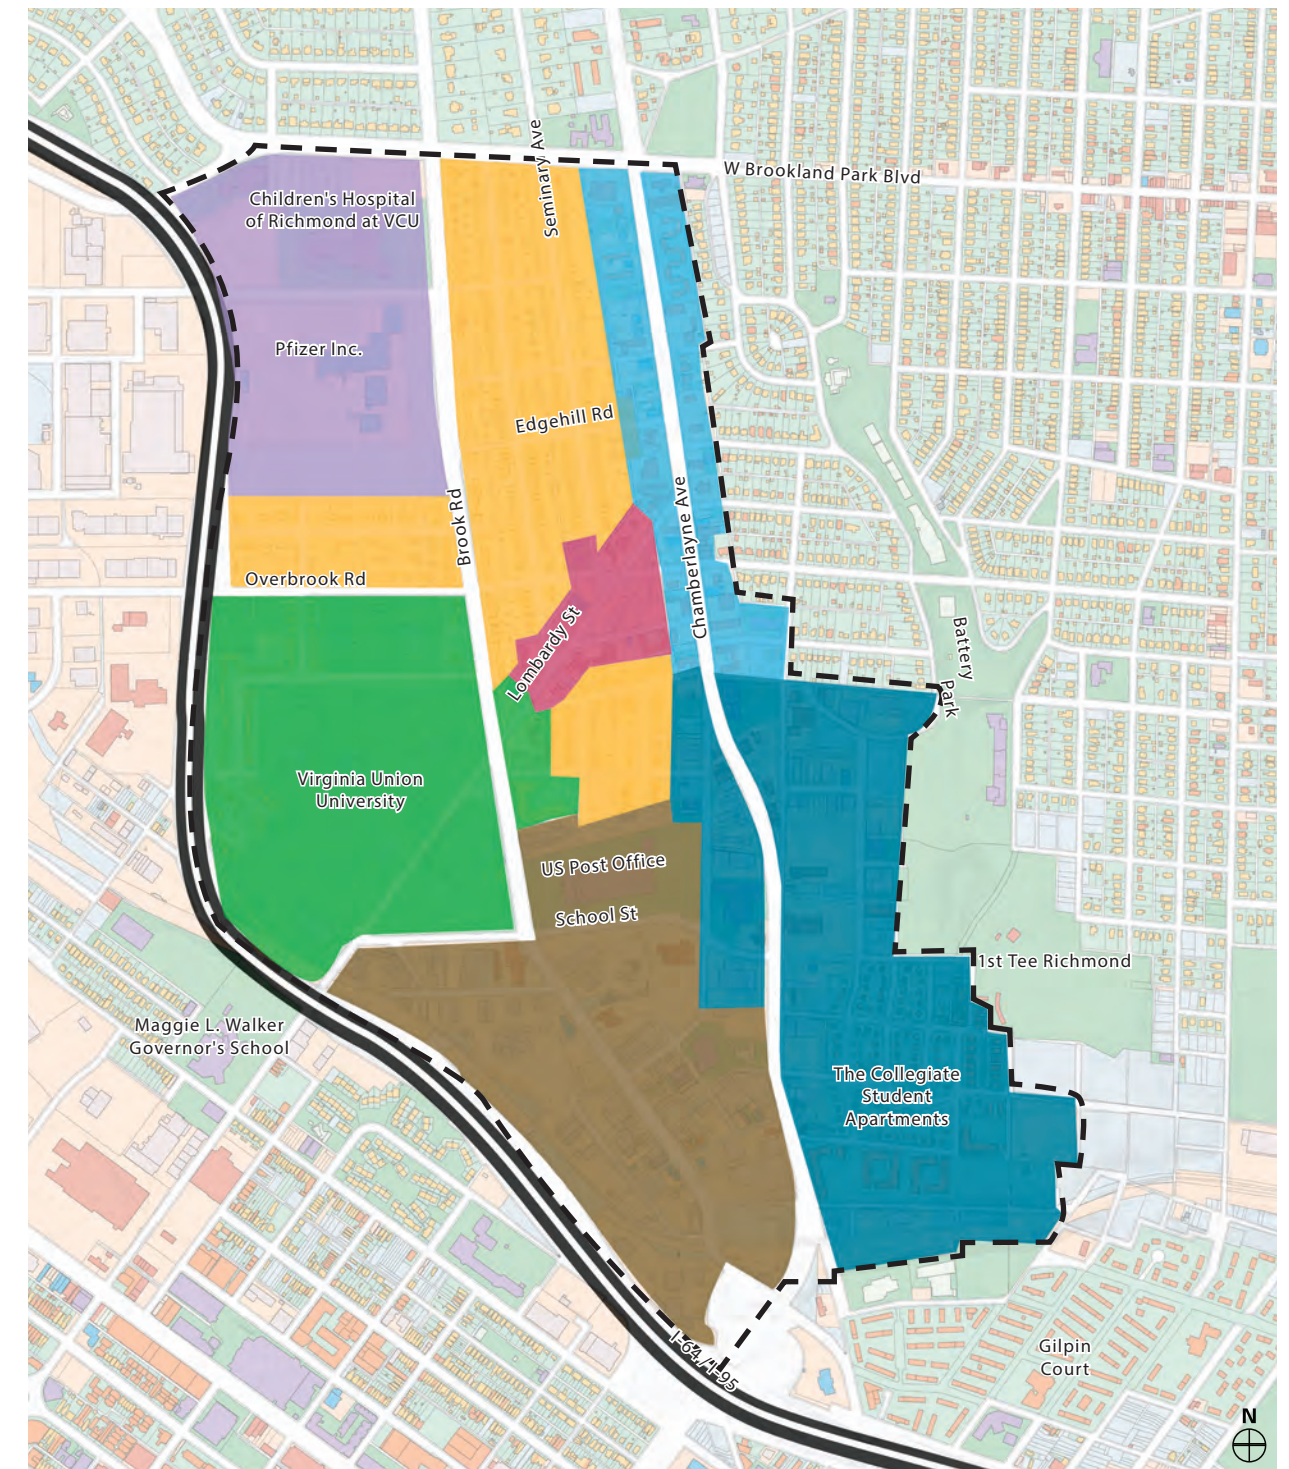 Seminary Ave
W Brookland Park Blvd
Children's Hospital
of Richmond at VCU
Pfizer Inc.
Edgehill Rd
Brook Rd
Chamberlayne Ave
Overbrook Rd
Lombardy St
Battery
Park
Virginia Union
University
US Post Office
School St
1st Tee Richmond
Maggie L. Walker
Governor's School
The Collegiate
Student
Apartments
I-64 / I-95
Gilpin
Court
N